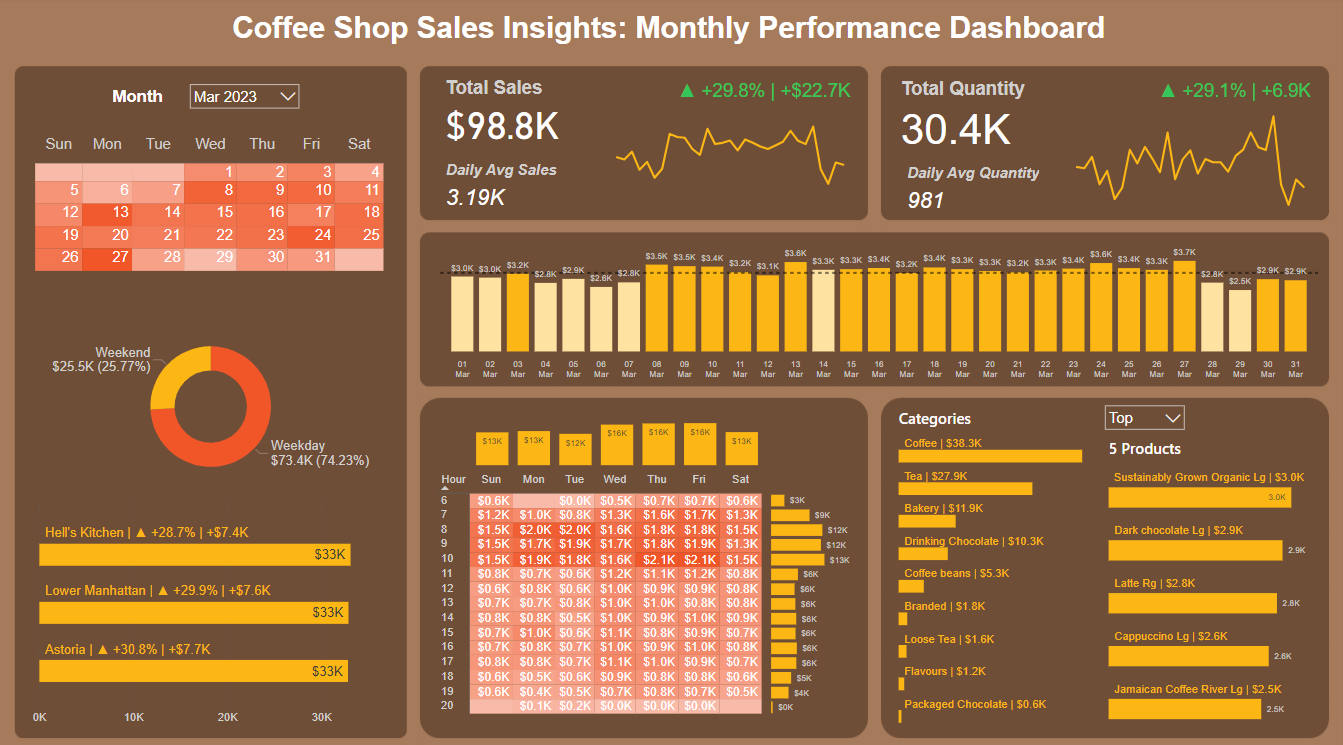 Coffee Shop Sales Insights: Monthly Performance Dashboard
Month
Mar 2023
Sun Mon Tue Wed Thu Fri Sat
1 2 3 4
5 6 7 8 9 10 11
12 13 14 15 16 17 18
19 20 21 22 23 24 25
26 27 28 29 30 31
Weekend
$25.5K (25.77%)
Weekday
$73.4K (74.23%)
Hell's Kitchen | ▲ +28.7% | +$7.4K
$33K
Lower Manhattan | ▲ +29.9% | +$7.6K
$33K
Astoria | ▲ +30.8% | +$7.7K
$33K
0K 10K 20K 30K
Total Sales
▲ +29.8% | +$22.7K
$98.8K
Daily Avg Sales
3.19K
Total Quantity
▲ +29.1% | +6.9K
30.4K
Daily Avg Quantity
981
$3.0K $3.0K $3.2K $2.8K $2.9K $2.6K $2.8K $3.5K $3.5K $3.4K $3.2K $3.1K $3.6K $3.3K $3.3K $3.4K $3.2K $3.4K $3.3K $3.3K $3.2K $3.3K $3.4K $3.6K $3.4K $3.3K $3.7K $2.8K $2.5K $2.9K $2.9K
01 02 03 04 05 06 07 08 09 10 11 12 13 14 15 16 17 18 19 20 21 22 23 24 25 26 27 28 29 30 31
Mar Mar Mar Mar Mar Mar Mar Mar Mar Mar Mar Mar Mar Mar Mar Mar Mar Mar Mar Mar Mar Mar Mar Mar Mar Mar Mar Mar Mar Mar Mar
$13K $13K $12K $16K $16K $16K $13K
Hour Sun Mon Tue Wed Thu Fri Sat
6 $0.6K $0.0K $0.5K $0.7K $0.7K $0.6K $3K
7 $1.2K $1.0K $0.8K $1.3K $1.6K $1.7K $1.3K $9K
8 $1.5K $2.0K $2.0K $1.6K $1.8K $1.8K $1.5K $12K
9 $1.5K $1.7K $1.9K $1.7K $1.8K $1.9K $1.3K $12K
10 $1.5K $1.9K $1.8K $1.6K $2.1K $2.1K $1.5K $13K
11 $0.8K $0.7K $0.6K $1.2K $1.1K $1.2K $0.8K $6K
12 $0.6K $0.8K $0.6K $1.0K $0.9K $0.9K $0.8K $6K
13 $0.7K $0.7K $0.8K $1.0K $1.0K $0.8K $0.8K $6K
14 $0.8K $0.8K $0.5K $1.0K $0.9K $1.0K $0.8K $6K
15 $0.7K $1.0K $0.6K $1.1K $0.8K $0.9K $0.7K $6K
16 $0.7K $0.8K $0.7K $1.0K $0.9K $1.0K $0.8K $6K
17 $0.8K $0.8K $0.7K $1.1K $1.0K $0.9K $0.7K $6K
18 $0.6K $0.5K $0.6K $0.9K $0.8K $0.8K $0.6K $5K
19 $0.6K $0.4K $0.5K $0.7K $0.8K $0.7K $0.5K $4K
20 $0.1K $0.2K $0.0K $0.0K $0.0K $0K
Categories
Coffee | $38.3K
Tea | $27.9K
Bakery | $11.9K
Drinking Chocolate | $10.3K
Coffee beans | $5.3K
Branded | $1.8K
Loose Tea | $1.6K
Flavours | $1.2K
Packaged Chocolate | $0.6K
Top
5 Products
Sustainably Grown Organic Lg | $3.0K
3.0K
Dark chocolate Lg | $2.9K
2.9K
Latte Rg | $2.8K
2.8K
Cappuccino Lg | $2.6K
2.6K
Jamaican Coffee River Lg | $2.5K
2.5K